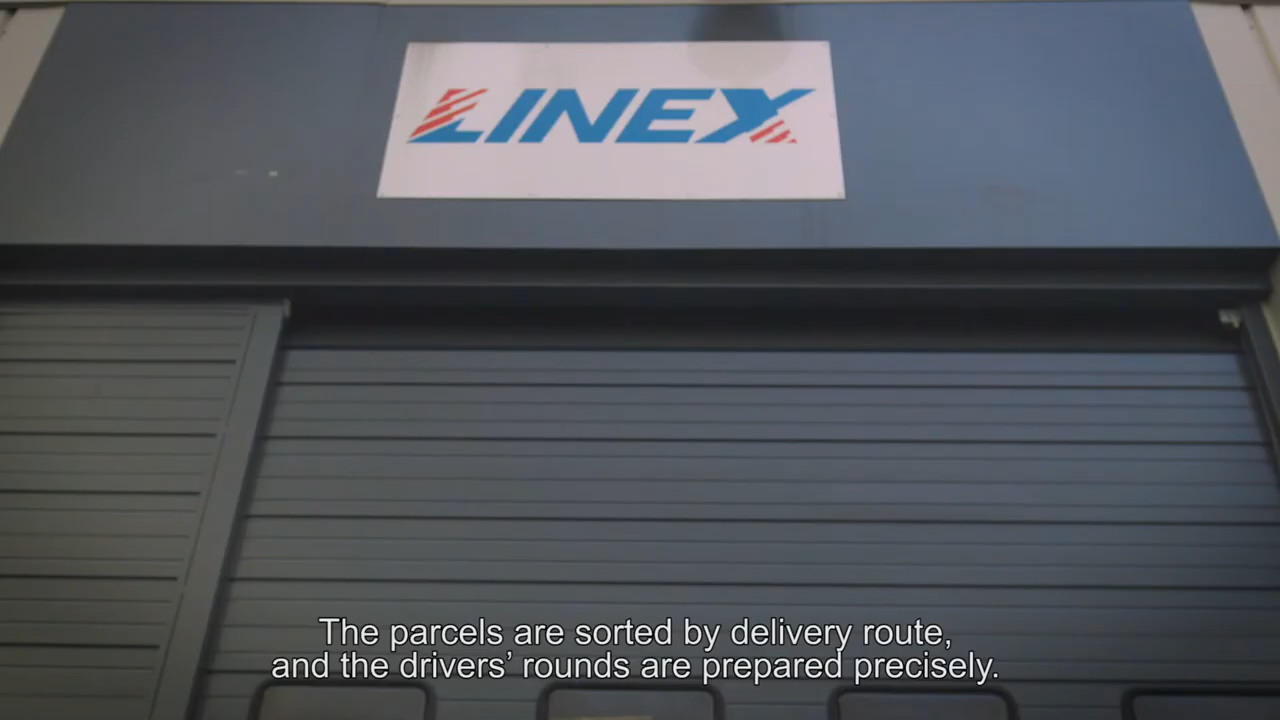 LINEX
The parcels are sorted by delivery route,
and the drivers’ rounds are prepared precisely.